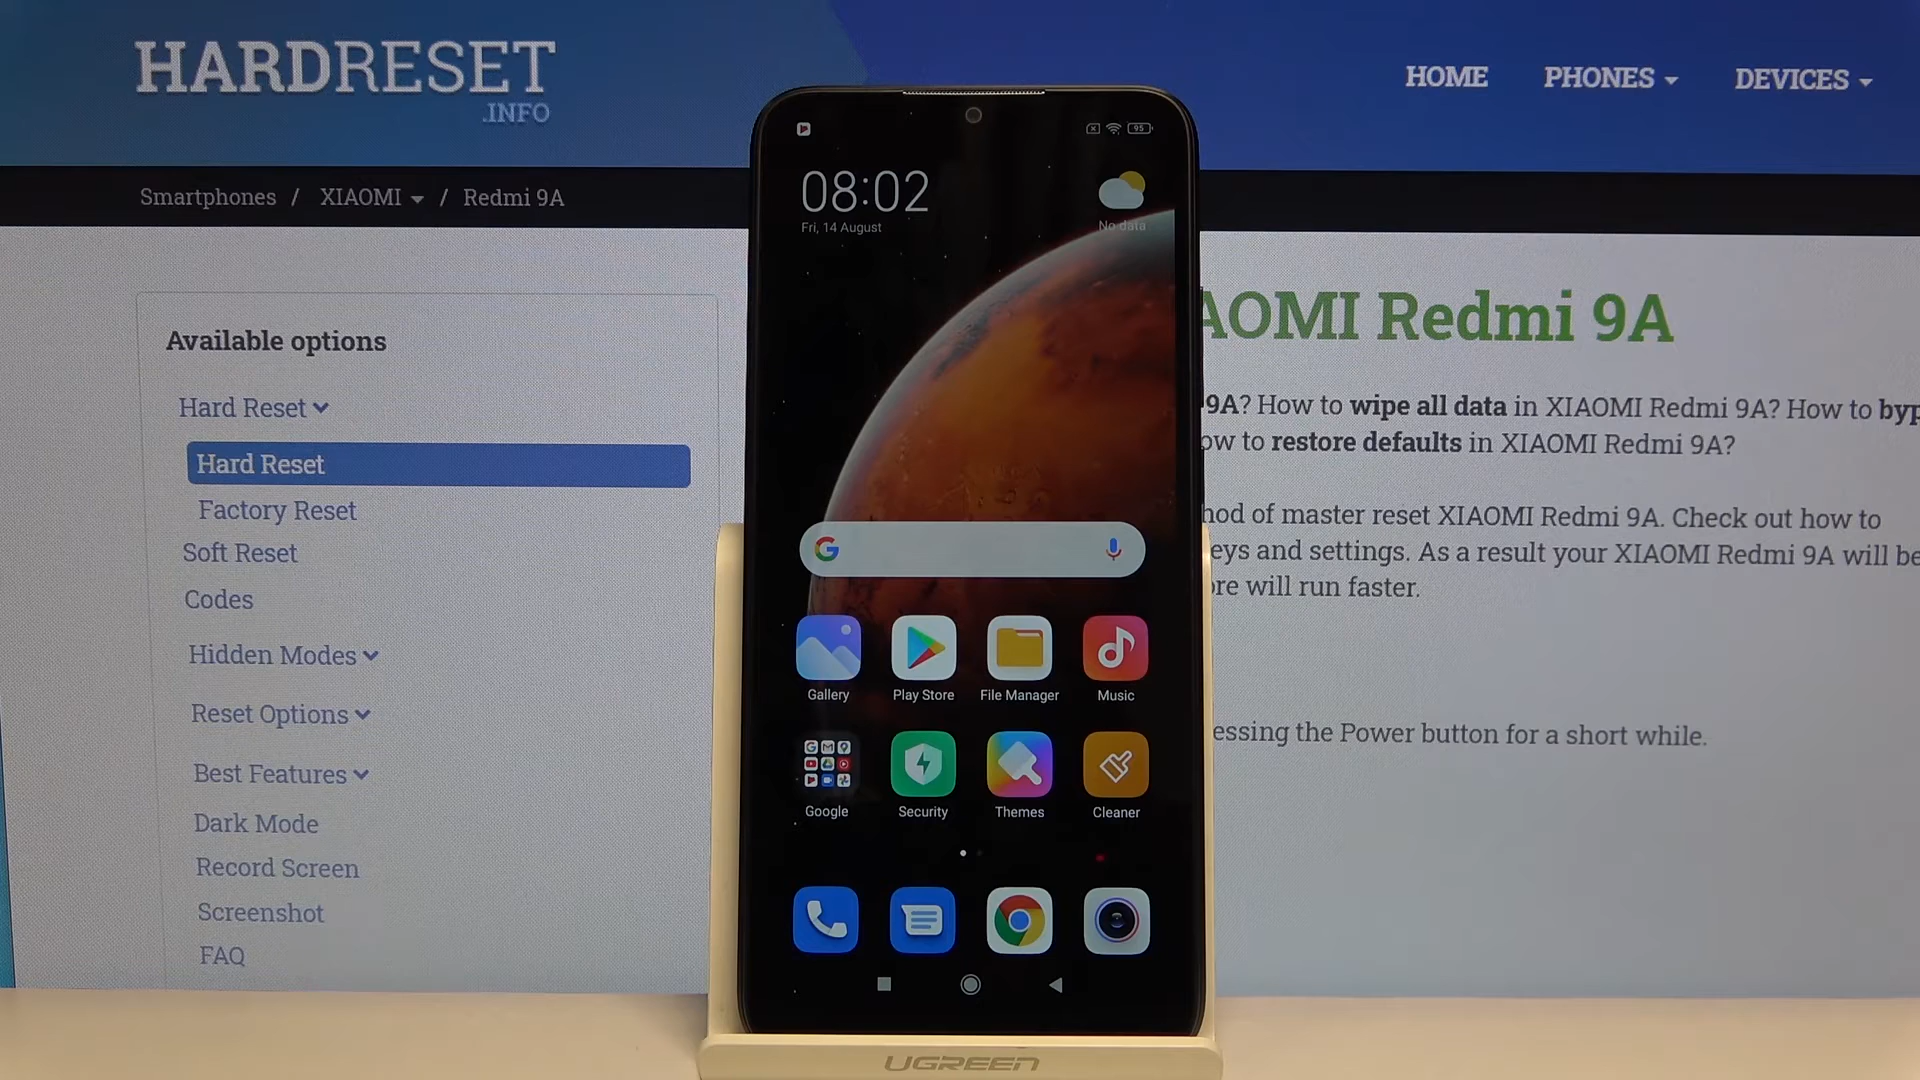 HARDRESET
.INFO
HOME PHONES DEVICES
Smartphones / XIAOMI / Redmi 9A
Available options
Hard Reset
Hard Reset
Factory Reset
Soft Reset
Codes
Hidden Modes
Reset Options
Best Features
Dark Mode
Record Screen
Screenshot
FAQ
95
08:02
Fri, 14 August
No data
Gallery
Play Store
File Manager
Music
Google
Security
Themes
Cleaner
AOMI Redmi 9A
9A? How to wipe all data in XIAOMI Redmi 9A? How to byp
ow to restore defaults in XIAOMI Redmi 9A?
hod of master reset XIAOMI Redmi 9A. Check out how to
eys and settings. As a result your XIAOMI Redmi 9A will be
ore will run faster.
essing the Power button for a short while.
UGREEN